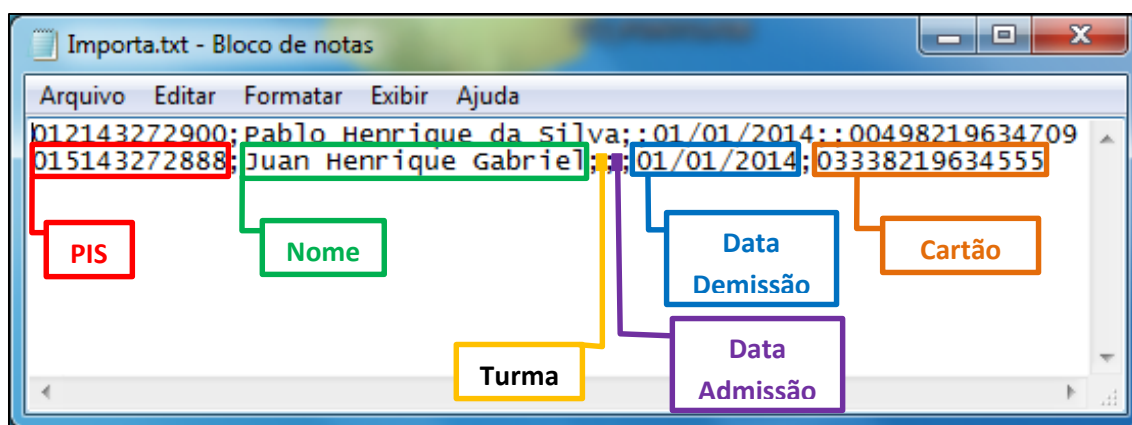 Importa.txt - Bloco de notas
Arquivo Editar Formatar Exibir Ajuda
012143272900;Pablo Henrique da Silva;;01/01/2014;;00498219634709
015143272888;Juan Henrique Gabriel;;;01/01/2014;03338219634555
PIS
Nome
Data
Demissão
Cartão
Turma
Data
Admissão